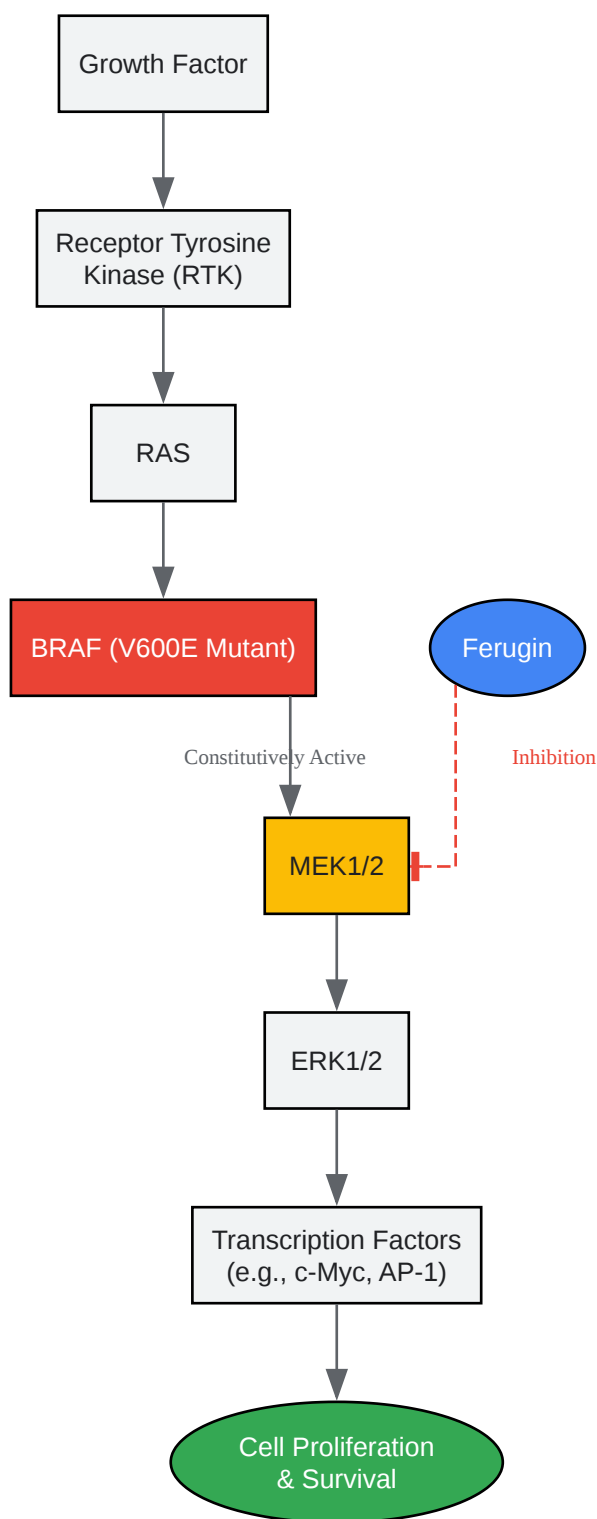 Growth Factor
Receptor Tyrosine
Kinase (RTK)
RAS
BRAF (V600E Mutant)
Ferugin
Constitutively Active
Inhibition
MEK1/2
ERK1/2
Transcription Factors
(e.g., c-Myc, AP-1)
Cell Proliferation
& Survival